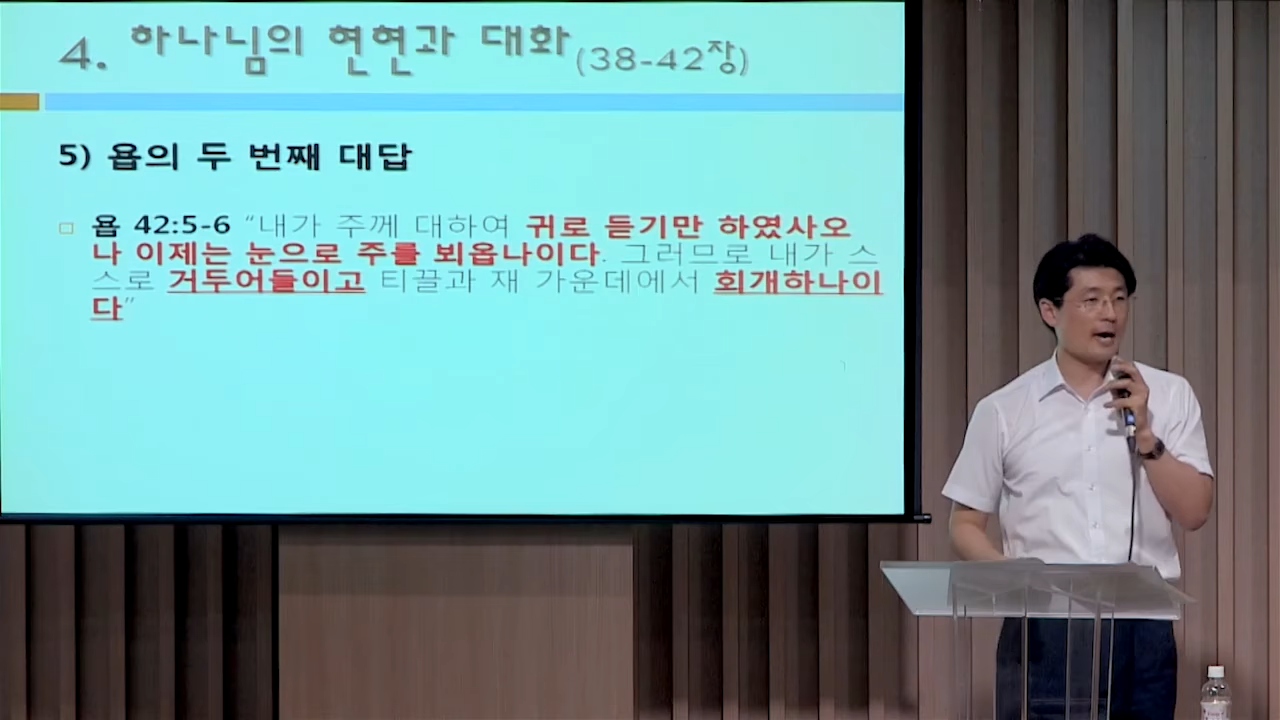 4. 하나님의 현현과 대화(38-42장)
5) 욥의 두 번째 대답
욥 42:5-6 “내가 주께 대하여 귀로 듣기만 하였사오
나 이제는 눈으로 주를 뵈옵나이다. 그러므로 내가 스
스로 거두어들이고 티끌과 재 가운데에서 회개하나이
다”